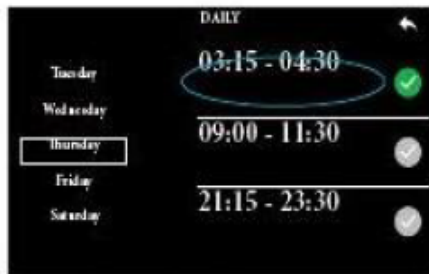 DAILY
03:15 - 04:30
Tuesday
Wednesday
09:00 - 11:30
Thursday
Friday
21:15 - 23:30
Saturday